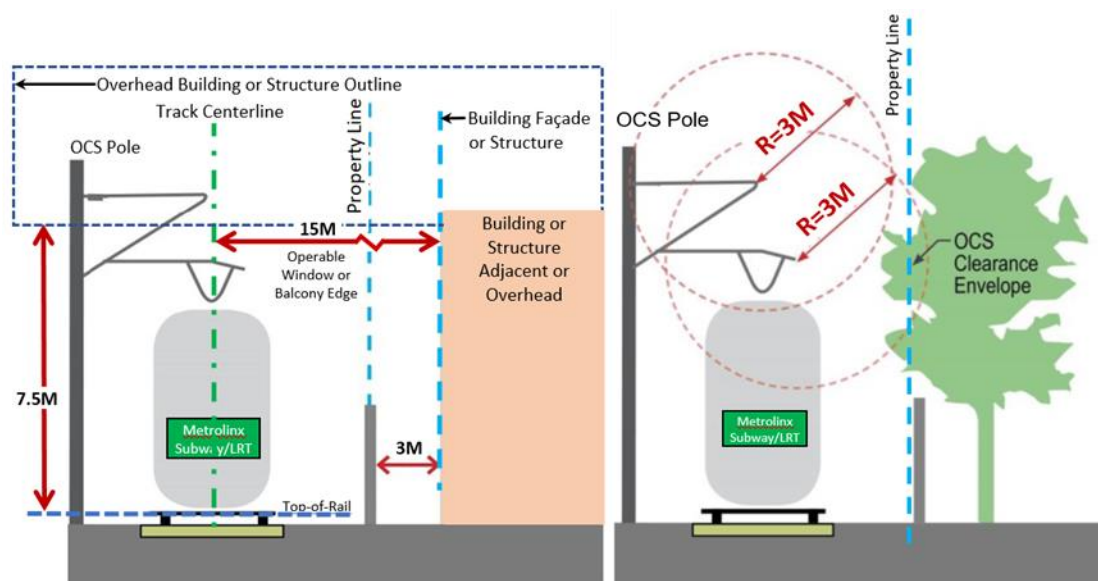 Overhead Building or Structure Outline
Track Centerline
OCS Pole
Property Line
Building Façade
or Structure
15M
Operable
Window or
Balcony Edge
Building or
Structure
Adjacent or
Overhead
7.5M
Metrolinx
Subway/LRT
3M
Top-of-Rail
OCS Pole
Property Line
R=3M
R=3M
OCS
Clearance
Envelope
Metrolinx
Subway/LRT